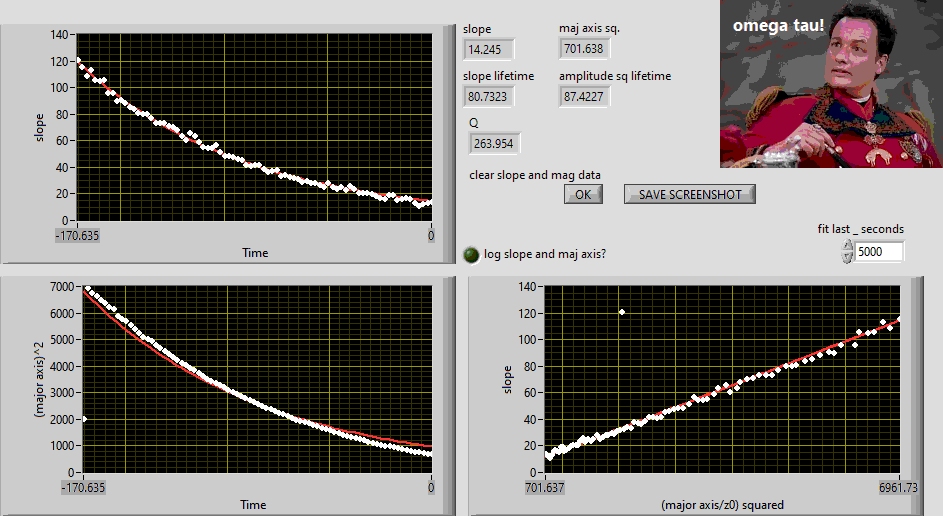 140
120
100
80
60
40
20
0
slope
-170.635
0
Time
slope
14.245
maj axis sq.
701.638
slope lifetime
80.7323
amplitude sq lifetime
87.4227
Q
263.954
clear slope and mag data
OK
SAVE SCREENSHOT
omega tau!
fit last _ seconds
5000
log slope and maj axis?
7000
6000
5000
4000
3000
2000
1000
0
(major axis)^2
-170.635
0
Time
140
120
100
80
60
40
20
0
slope
701.637
6961.73
(major axis/z0) squared